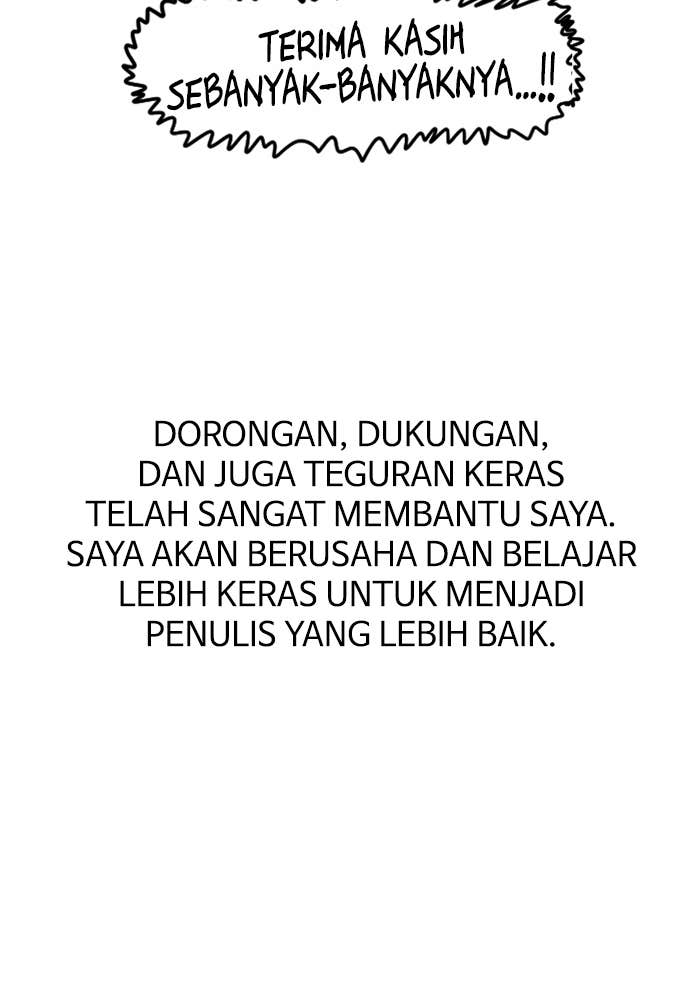 TERIMA KASIH
SEBANYAK-BANYAKNYA.....!!
DORONGAN, DUKUNGAN,
DAN JUGA TEGURAN KERAS
TELAH SANGAT MEMBANTU SAYA.
SAYA AKAN BERUSAHA DAN BELAJAR
LEBIH KERAS UNTUK MENJADI
PENULIS YANG LEBIH BAIK.